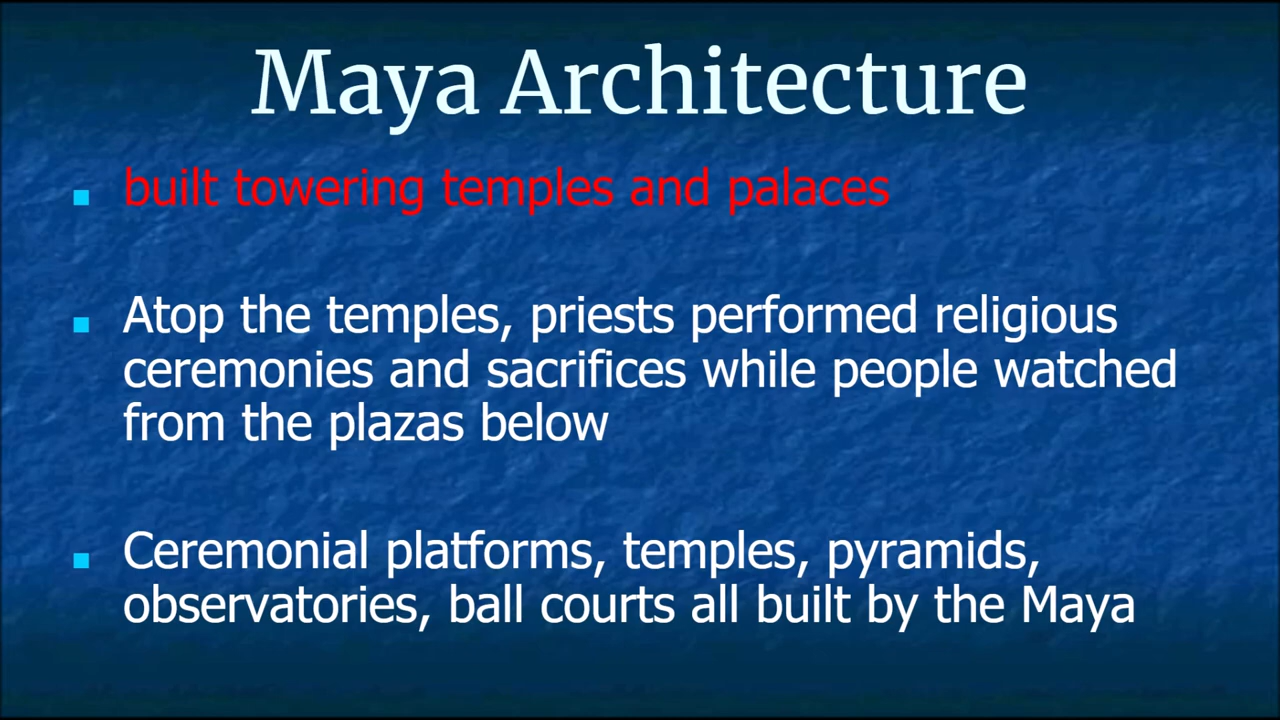 Maya Architecture
built towering temples and palaces
Atop the temples, priests performed religious
ceremonies and sacrifices while people watched
from the plazas below
Ceremonial platforms, temples, pyramids,
observatories, ball courts all built by the Maya